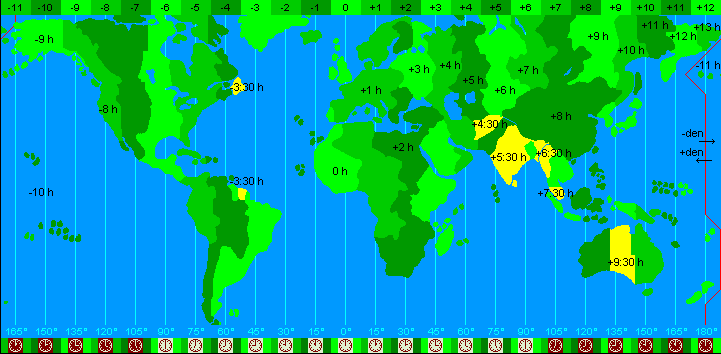 -11 -10 -9 -8 -7 -6 -5 -4 -3 -2 -1 0 +1 +2 +3 +4 +5 +6 +7 +8 +9 +10 +11 +12
+11 h +13 h
-9 h +9 h +12 h
+10 h
+3 h +4 h +7 h -11 h
+5 h
-3:30 h +1 h +6 h
-8 h +8 h
+4:30 h
-den
+2 h +5:30 h +6:30 h +den
0 h
-3:30 h
-10 h +7:30 h
+9:30 h
165° 150° 135° 120° 105° 90° 75° 60° 45° 30° 15° 0° 15° 30° 45° 60° 75° 90° 105° 120° 135° 150° 165° 180°